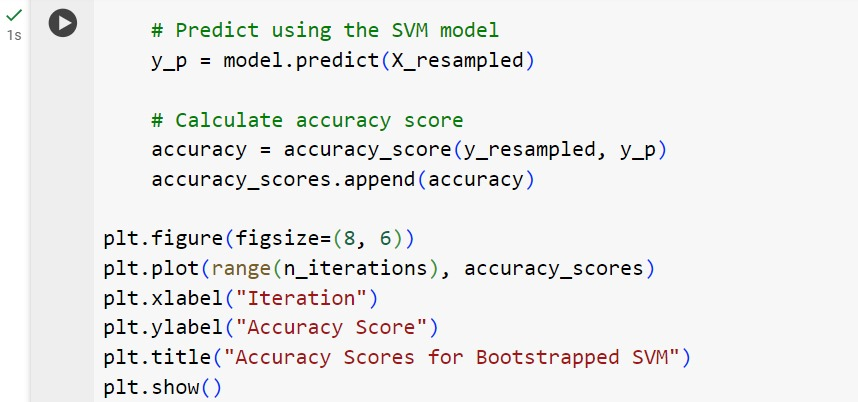 # Predict using the SVM model
1s
y_p = model.predict(X_resampled)
# Calculate accuracy score
accuracy = accuracy_score(y_resampled, y_p)
accuracy_scores.append(accuracy)
plt.figure(figsize=(8, 6))
plt.plot(range(n_iterations), accuracy_scores)
plt.xlabel("Iteration")
plt.ylabel("Accuracy Score")
plt.title("Accuracy Scores for Bootstrapped SVM")
plt.show()